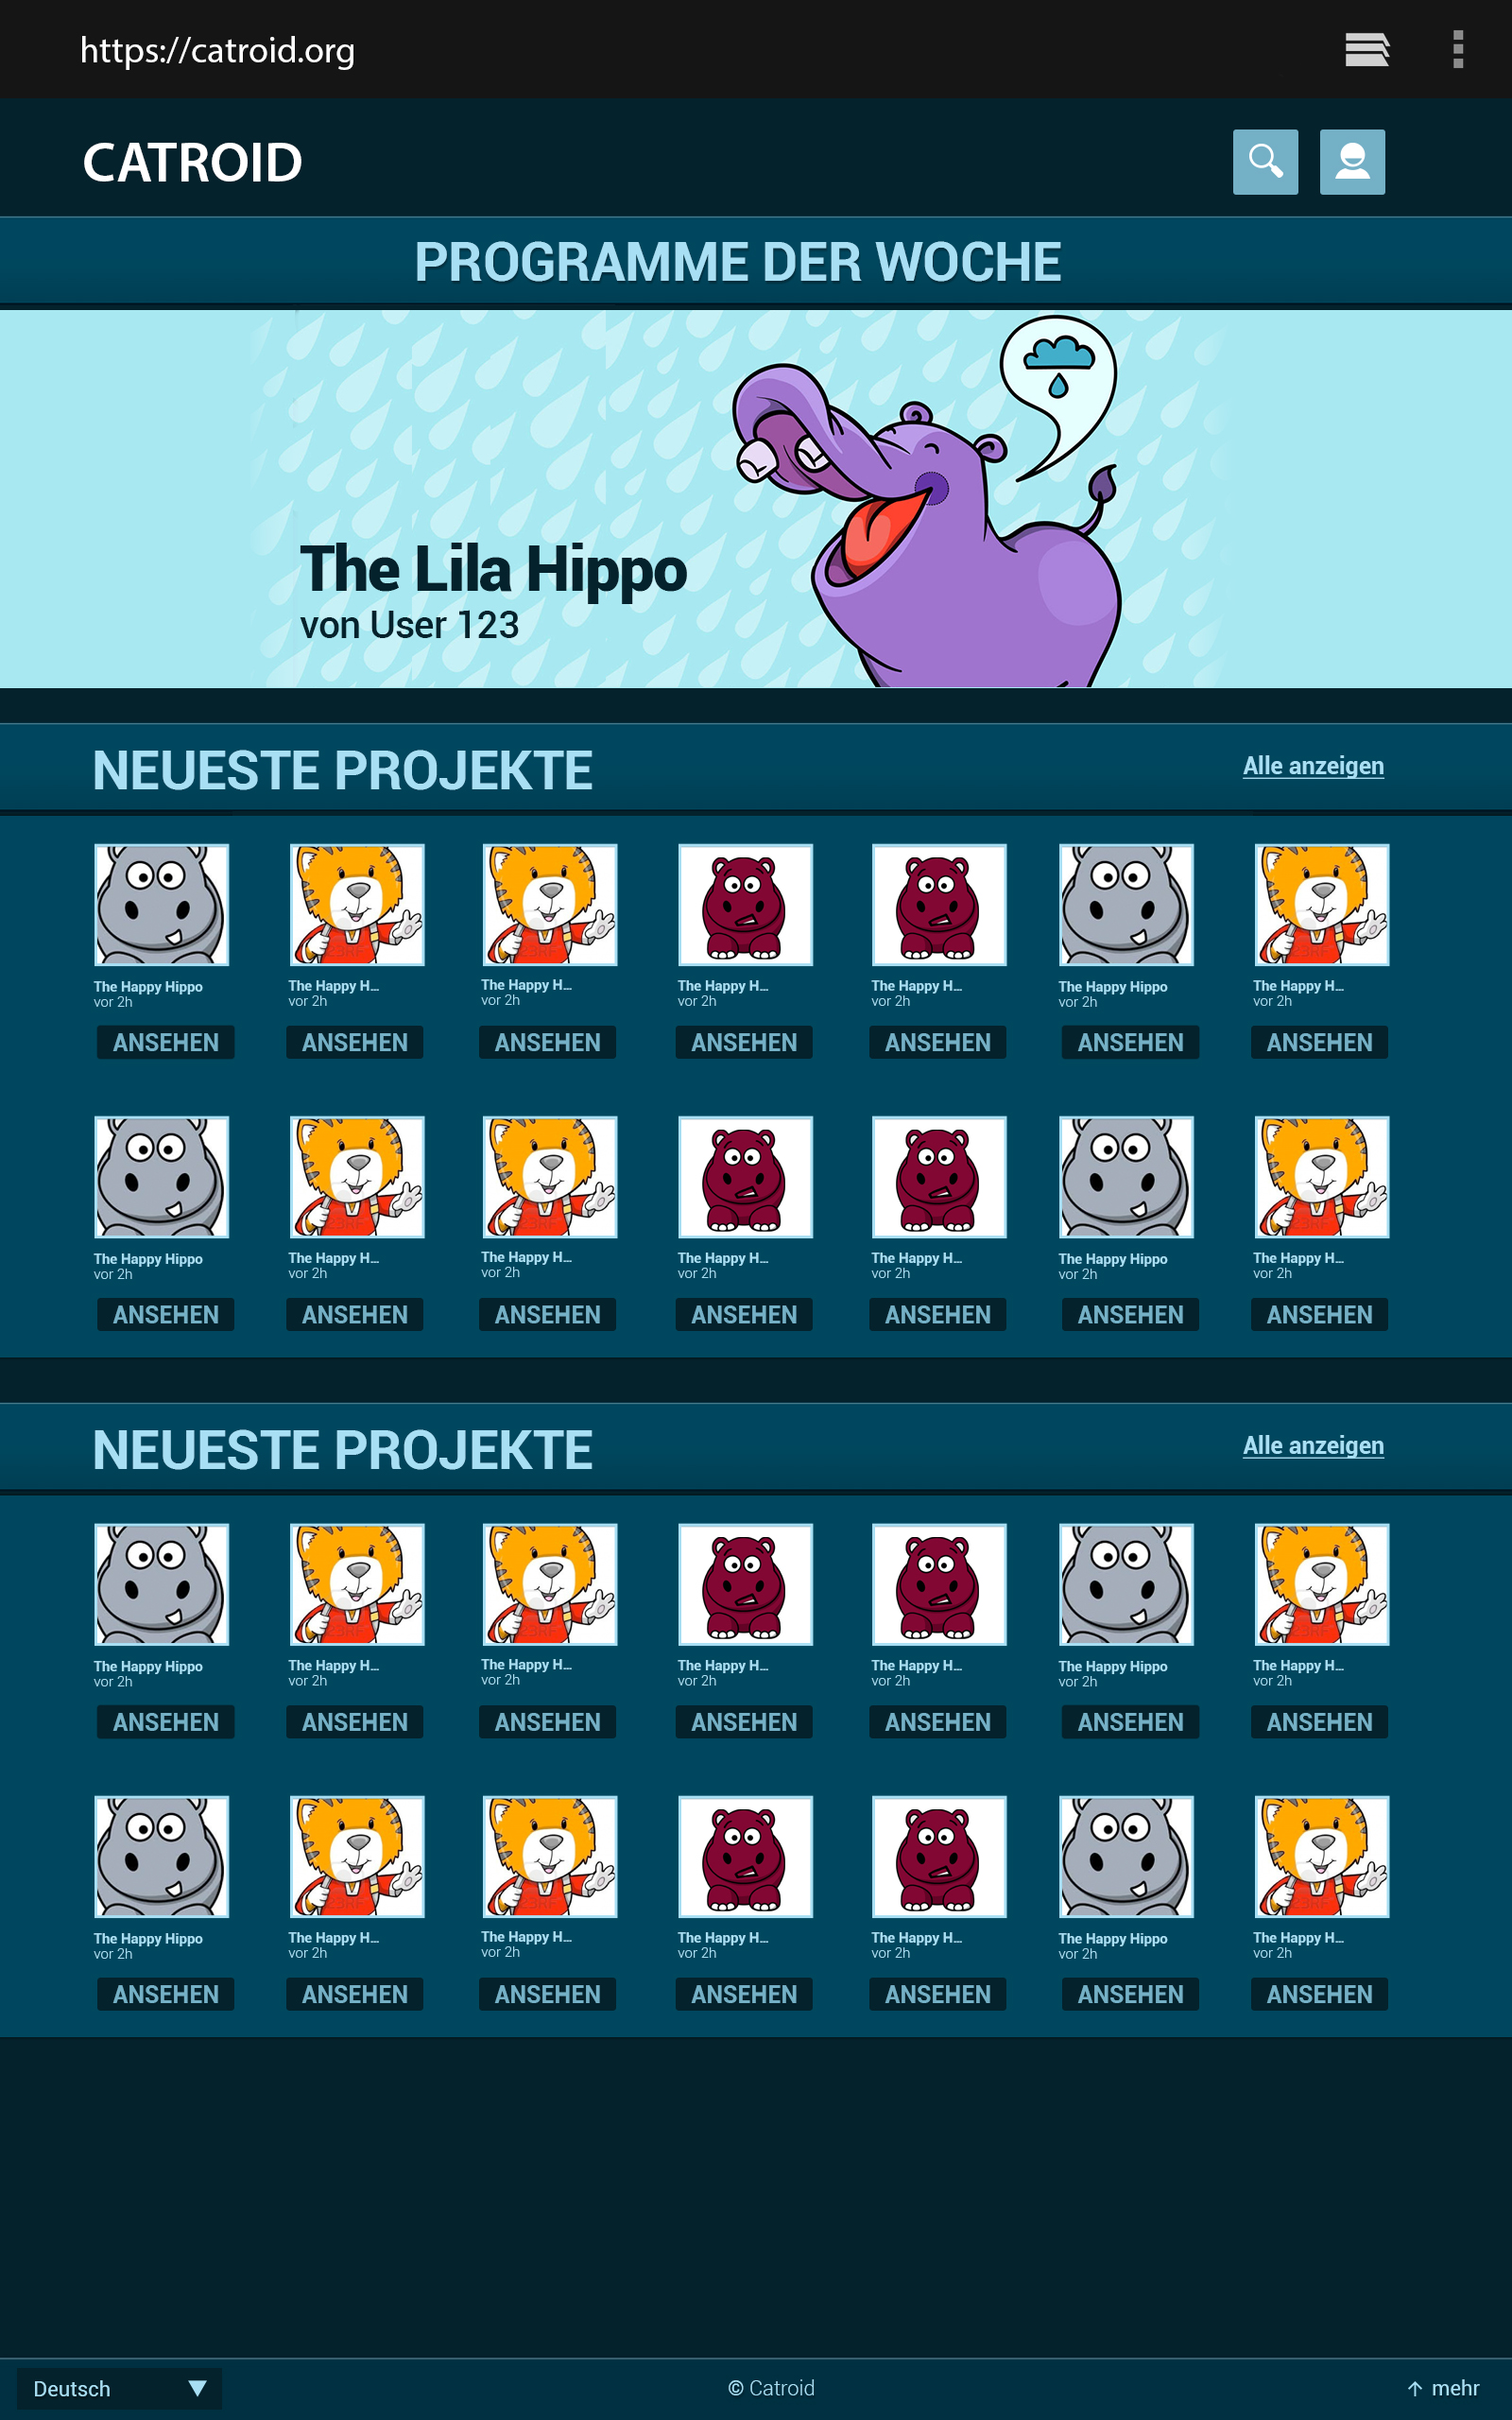 https://catroid.org
CATROID
PROGRAMME DER WOCHE
The Lila Hippo
von User 123
NEUESTE PROJEKTE
Alle anzeigen
The Happy Hippo The Happy H... The Happy H... The Happy H... The Happy H... The Happy Hippo The Happy H...
vor 2h vor 2h vor 2h vor 2h vor 2h vor 2h vor 2h
ANSEHEN ANSEHEN ANSEHEN ANSEHEN ANSEHEN ANSEHEN ANSEHEN
The Happy Hippo The Happy H... The Happy H... The Happy H... The Happy H... The Happy Hippo The Happy H...
vor 2h vor 2h vor 2h vor 2h vor 2h vor 2h vor 2h
ANSEHEN ANSEHEN ANSEHEN ANSEHEN ANSEHEN ANSEHEN ANSEHEN
NEUESTE PROJEKTE
Alle anzeigen
The Happy Hippo The Happy H... The Happy H... The Happy H... The Happy H... The Happy Hippo The Happy H...
vor 2h vor 2h vor 2h vor 2h vor 2h vor 2h vor 2h
ANSEHEN ANSEHEN ANSEHEN ANSEHEN ANSEHEN ANSEHEN ANSEHEN
The Happy Hippo The Happy H... The Happy H... The Happy H... The Happy H... The Happy Hippo The Happy H...
vor 2h vor 2h vor 2h vor 2h vor 2h vor 2h vor 2h
ANSEHEN ANSEHEN ANSEHEN ANSEHEN ANSEHEN ANSEHEN ANSEHEN
Deutsch ▼
© Catroid
↑ mehr